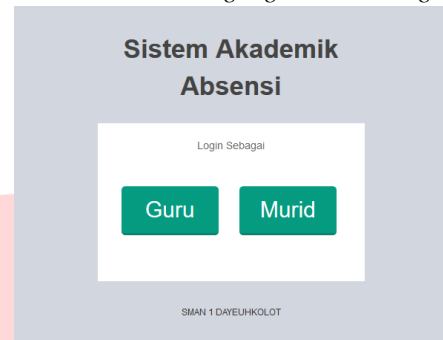 Sistem Akademik
Absensi
Login Sebagai
Guru Murid
SMAN 1 DAYEUHKOLOT